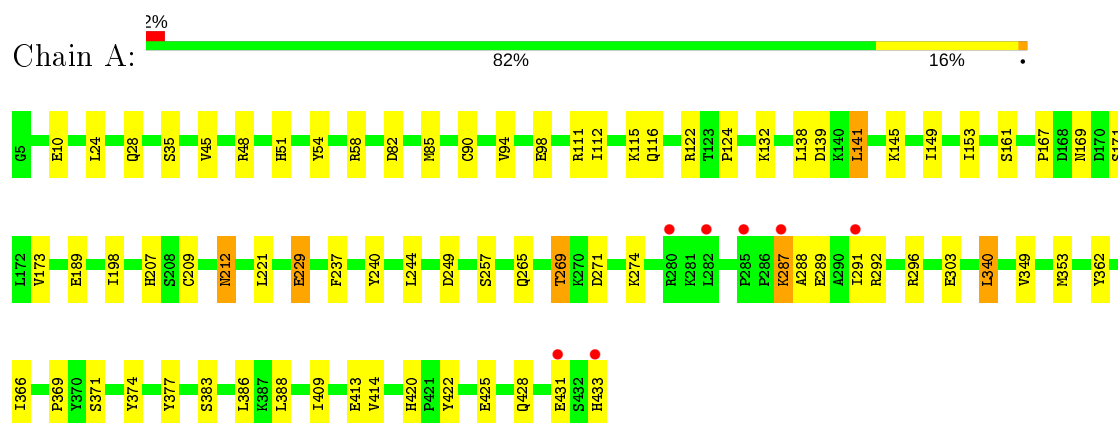 2%
Chain A:
82% 16% •
G5 E10 L24 Q28 S35 V45 R48 H51 Y54 R58 D82 M85 C90 V94 E98 R111 I112 K115 Q116 R122 T123 P124 K132 L138 D139 K140 L141 K145 I149 I153 S161 P167 D168 N169 D170 S171
L172 V173 E189 I198 H207 S208 C209 N212 L221 E229 F237 Y240 L244 D249 S257 Q265 T269 K270 D271 K274 R280 K281 L282 P285 P286 K287 A288 E289 A290 I291 R292 R296 E303 L340 V349 M353 Y362
I366 P369 Y370 S371 Y374 Y377 S383 L386 K387 L388 I409 E413 V414 H420 P421 Y422 E425 Q428 E431 S432 H433